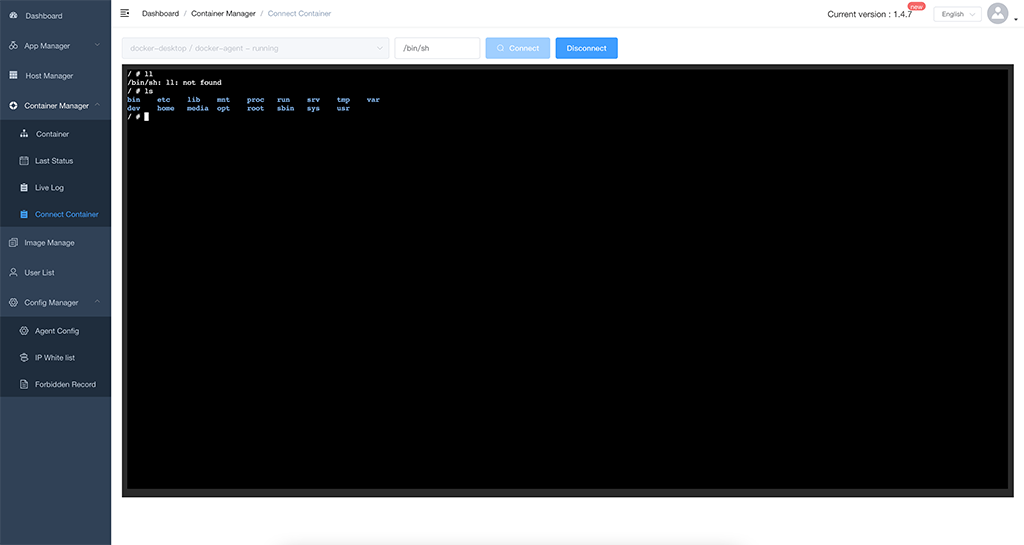 Dashboard
App Manager
Host Manager
Container Manager
Container
Last Status
Live Log
Connect Container
Image Manage
User List
Config Manager
Agent Config
IP White list
Forbidden Record
Dashboard / Container Manager / Connect Container
Current version : 1.4.7 new English
docker-desktop / docker-agent - running /bin/sh Connect Disconnect
/ # ll
/bin/sh: ll: not found
/ # ls
bin etc lib mnt proc run srv tmp var
dev home media opt root sbin sys usr
/ #